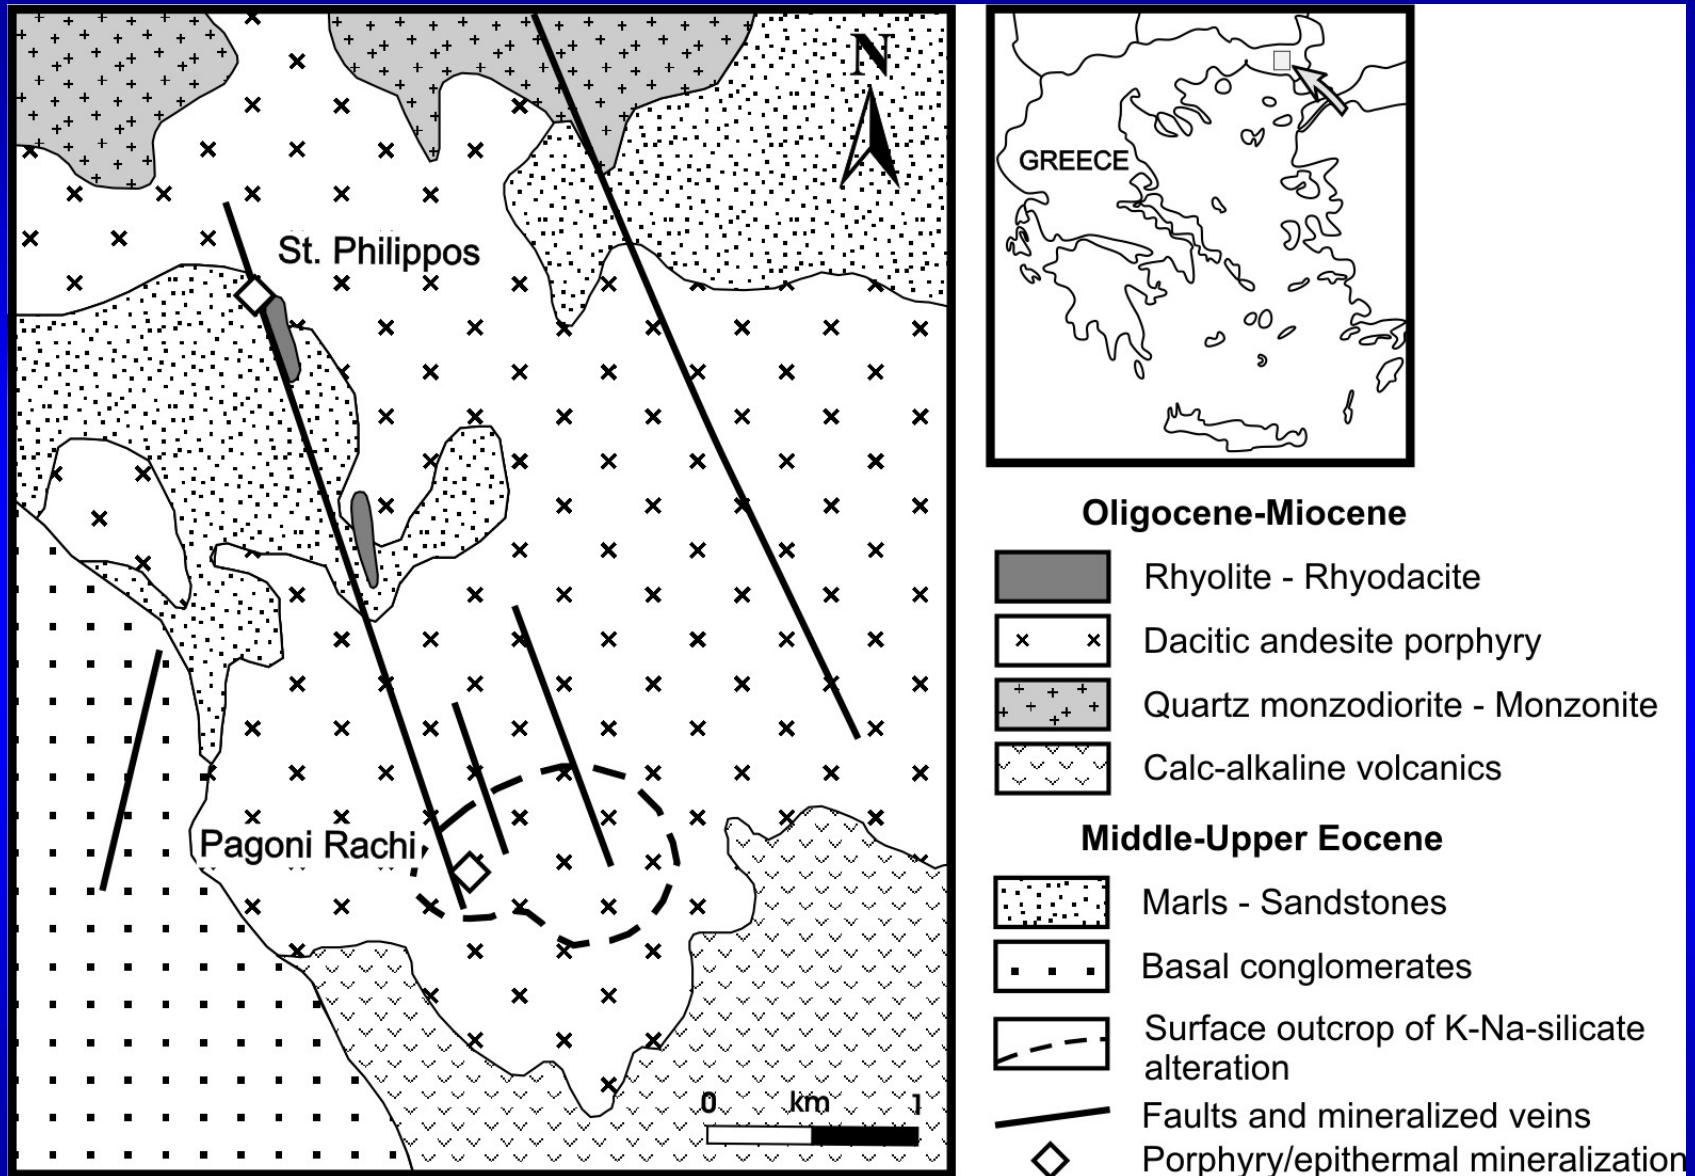 N
St. Philippos
Pagoni Rachi
0 km 1
GREECE
Oligocene-Miocene
Rhyolite - Rhyodacite
Dacitic andesite porphyry
Quartz monzodiorite - Monzonite
Calc-alkaline volcanics
Middle-Upper Eocene
Marls - Sandstones
Basal conglomerates
Surface outcrop of K-Na-silicate
alteration
Faults and mineralized veins
Porphyry/epithermal mineralization